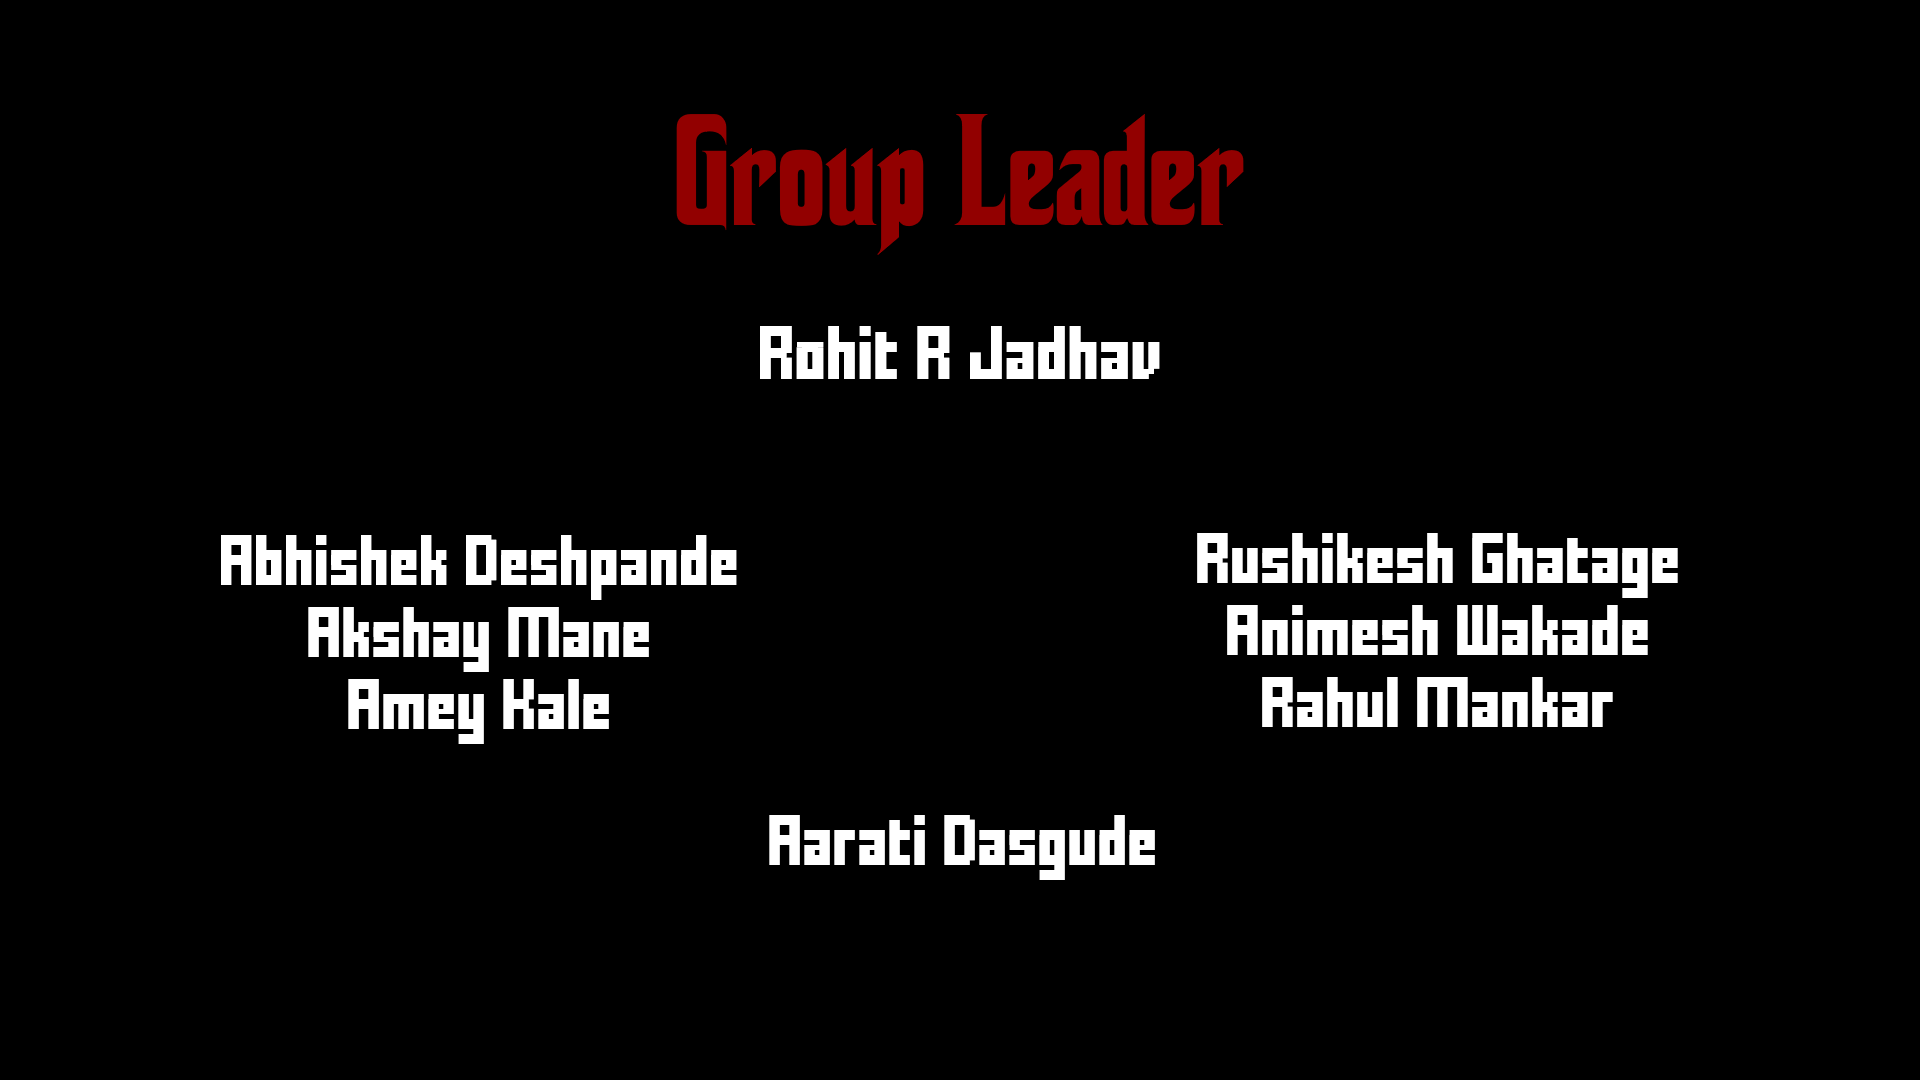 Group Leader
Rohit R Jadhav
Abhishek Deshpande
Akshay Mane
Amey Kale
Rushikesh Ghatage
Animesh Wakade
Rahul Mankar
Aarati Dasgude